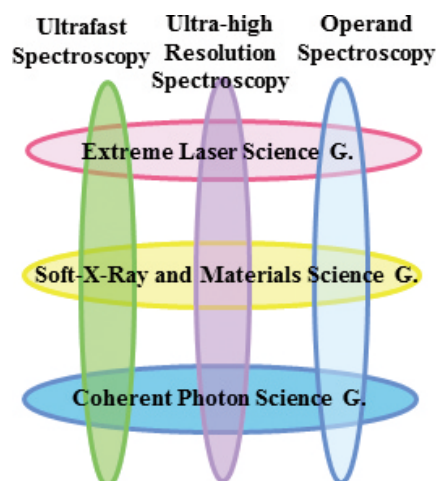 Ultrafast
Spectroscopy
Ultra-high
Resolution
Spectroscopy
Operand
Spectroscopy
Extreme Laser Science G.
Soft-X-Ray and Materials Science G.
Coherent Photon Science G.